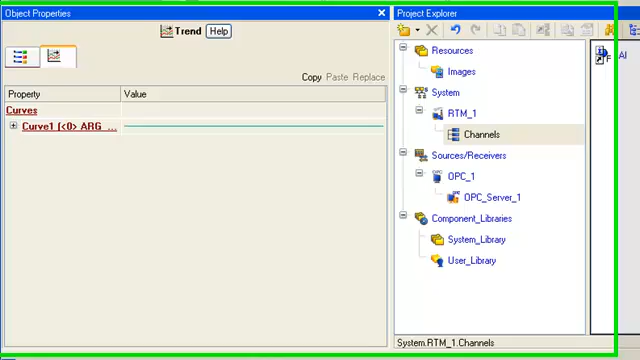 Object Properties
Trend Help
Copy Paste Replace
Property Value
Curves
Curve1 (<0> ARG ...
Project Explorer
Resources
Images
System
RTM_1
Channels
Sources/Receivers
OPC_1
OPC_Server_1
Component_Libraries
System_Library
User_Library
System.RTM_1.Channels
AI
F